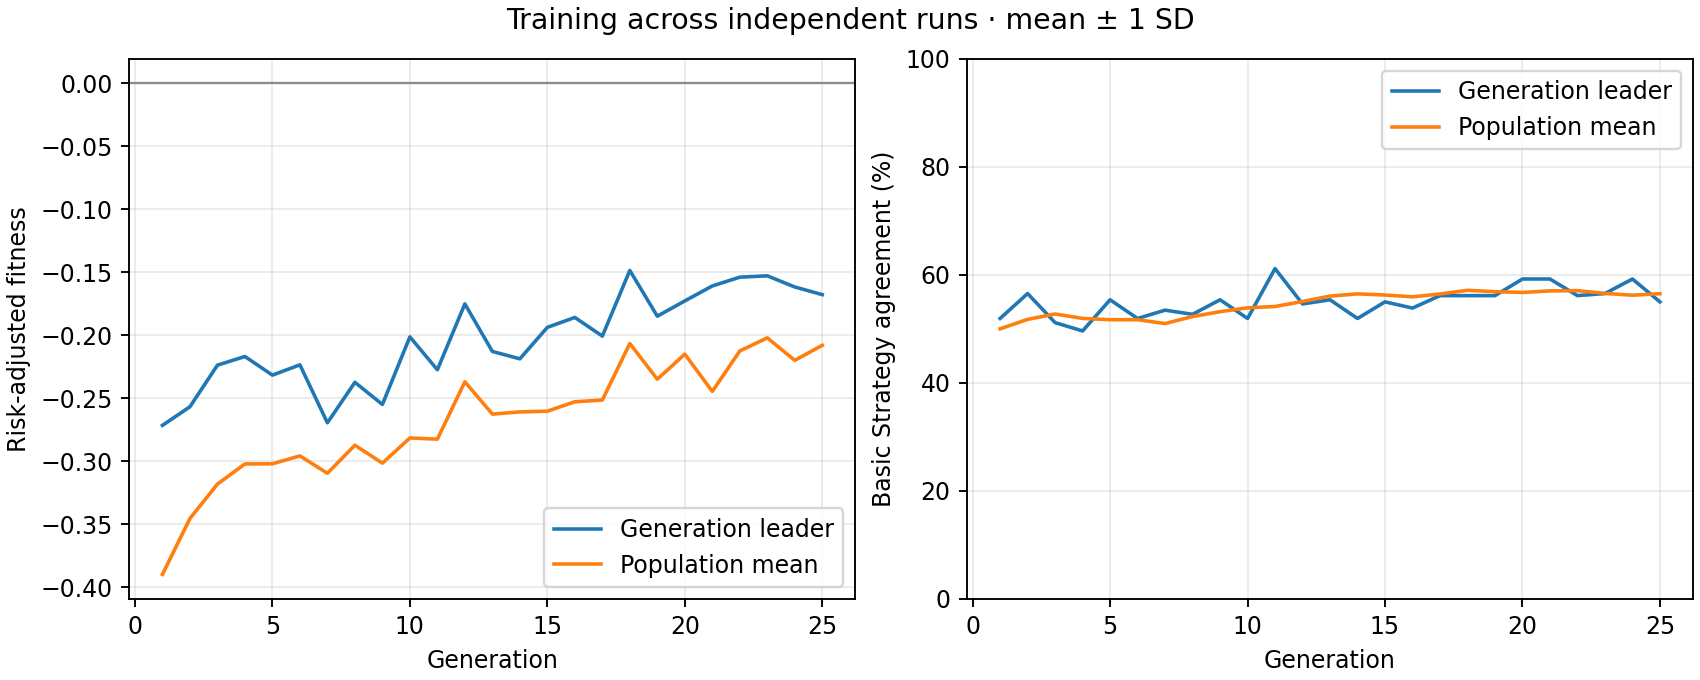 Training across independent runs · mean ± 1 SD
Risk-adjusted fitness
0.00
−0.05
−0.10
−0.15
−0.20
−0.25
−0.30
−0.35
−0.40
Generation leader
Population mean
0 5 10 15 20 25
Generation
Basic Strategy agreement (%)
100
80
60
40
20
0
Generation leader
Population mean
0 5 10 15 20 25
Generation